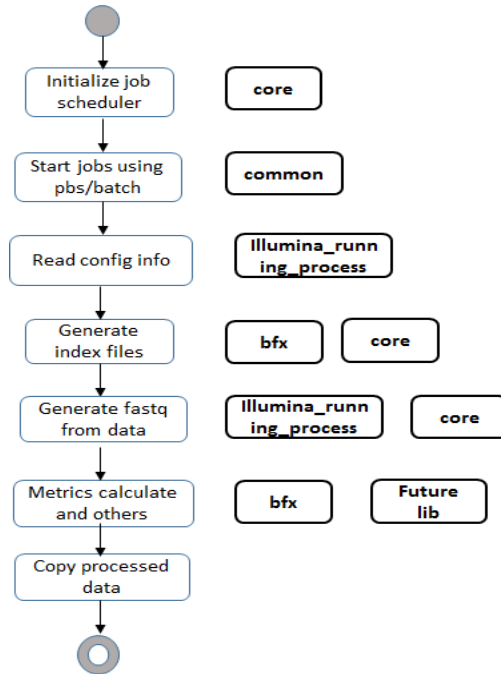 Initialize job
scheduler
core
Start jobs using
pbs/batch
common
Read config info
Illumina_runn
ing_process
Generate
index files
bfx
core
Generate fastq
from data
Illumina_runn
ing_process
core
Metrics calculate
and others
bfx
Future
lib
Copy processed
data